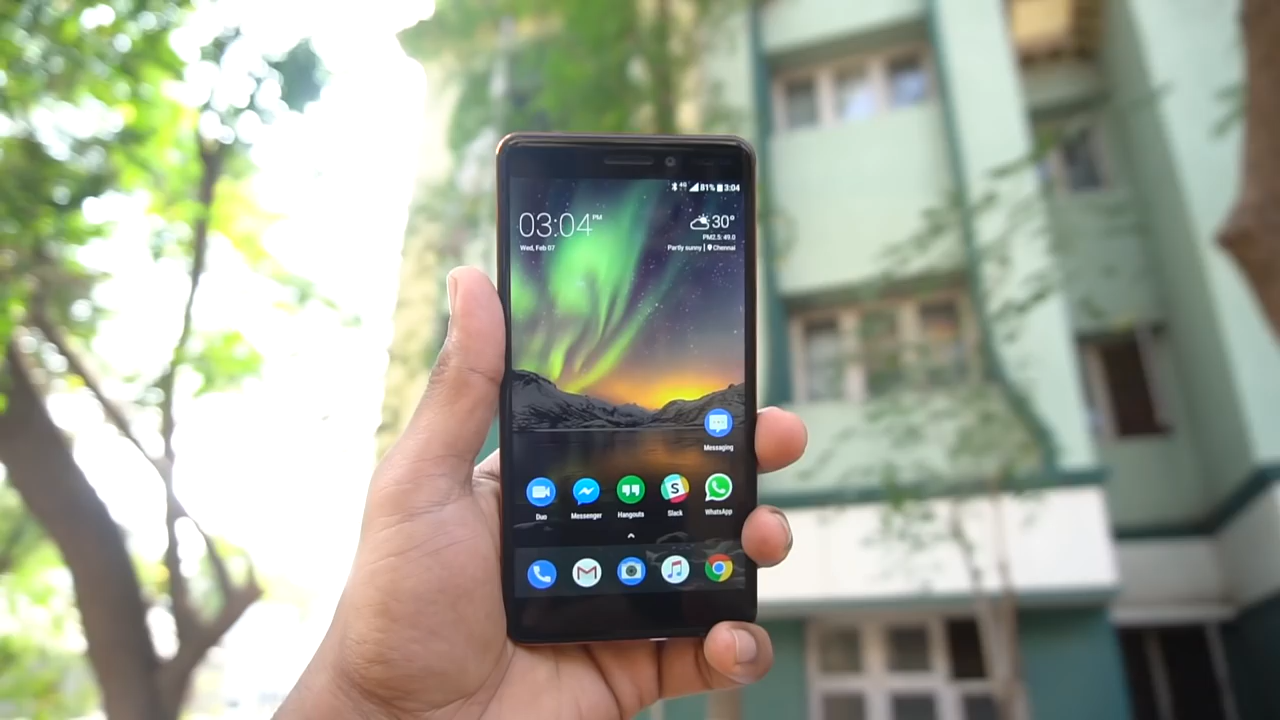 4G 81% 3:04
03:04 PM
30°
PM2.5: 49.0
Wed, Feb 07
Partly sunny | Chennai
Messaging
Duo Messenger Hangouts Slack WhatsApp